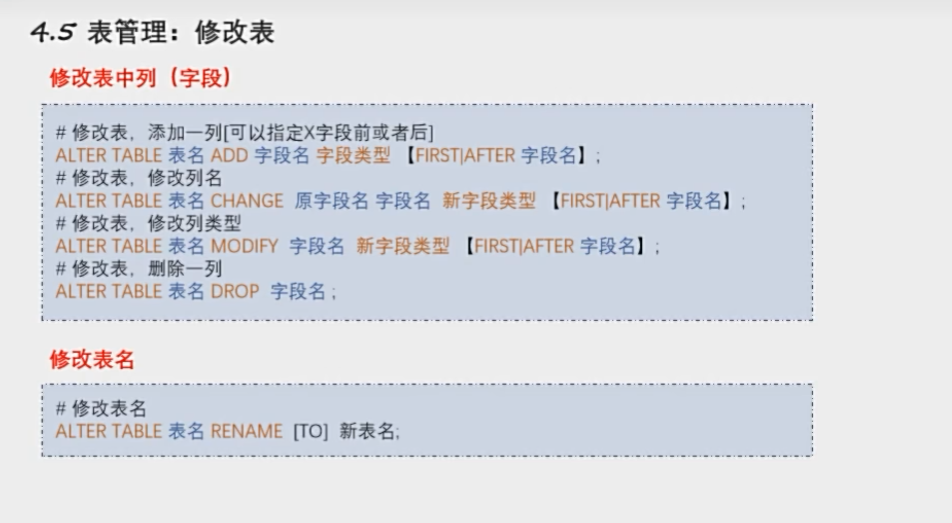 4.5 表管理：修改表
修改表中列（字段）
# 修改表，添加一列[可以指定X字段前或者后]
ALTER TABLE 表名 ADD 字段名 字段类型 【FIRST|AFTER 字段名】;
# 修改表，修改列名
ALTER TABLE 表名 CHANGE 原字段名 字段名 新字段类型 【FIRST|AFTER 字段名】;
# 修改表，修改列类型
ALTER TABLE 表名 MODIFY 字段名 新字段类型 【FIRST|AFTER 字段名】;
# 修改表，删除一列
ALTER TABLE 表名 DROP 字段名 ;
修改表名
# 修改表名
ALTER TABLE 表名 RENAME [TO] 新表名;